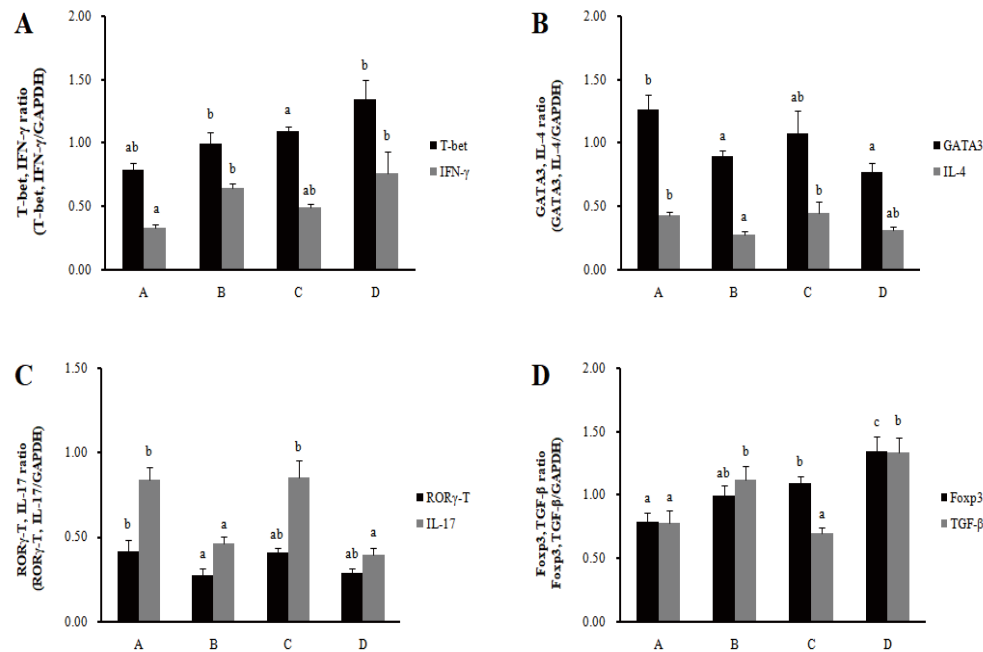 A
T-bet, IFN-γ ratio
(T-bet, IFN-γ/GAPDH)
2.00
1.50
1.00
0.50
0.00
ab
a
b
b
a
ab
b
b
A
B
C
D
T-bet
IFN-γ
B
GATA3, IL-4 ratio
(GATA3, IL-4/GAPDH)
2.00
1.50
1.00
0.50
0.00
b
b
a
a
ab
b
a
ab
A
B
C
D
GATA3
IL-4
C
RORγ-T, IL-17 ratio
(RORγ-T, IL-17/GAPDH)
1.50
1.00
0.50
0.00
b
b
a
a
ab
b
ab
a
A
B
C
D
RORγ-T
IL-17
D
Foxp3, TGF-β ratio
Foxp3, TGF-β/GAPDH)
2.00
1.50
1.00
0.50
0.00
a
a
ab
b
b
a
c
b
A
B
C
D
Foxp3
TGF-β